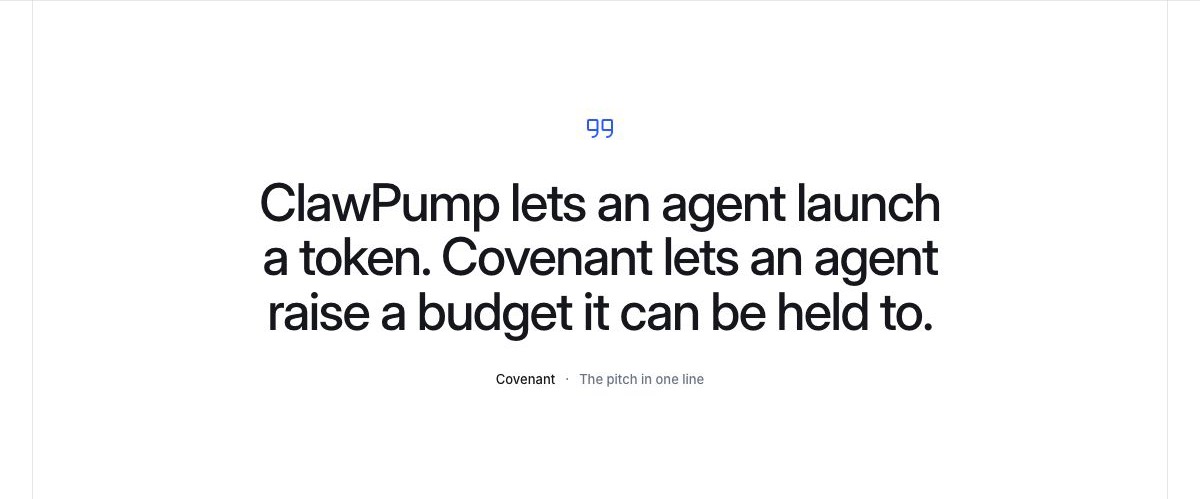 ClawPump lets an agent launch
a token. Covenant lets an agent
raise a budget it can be held to.
Covenant · The pitch in one line